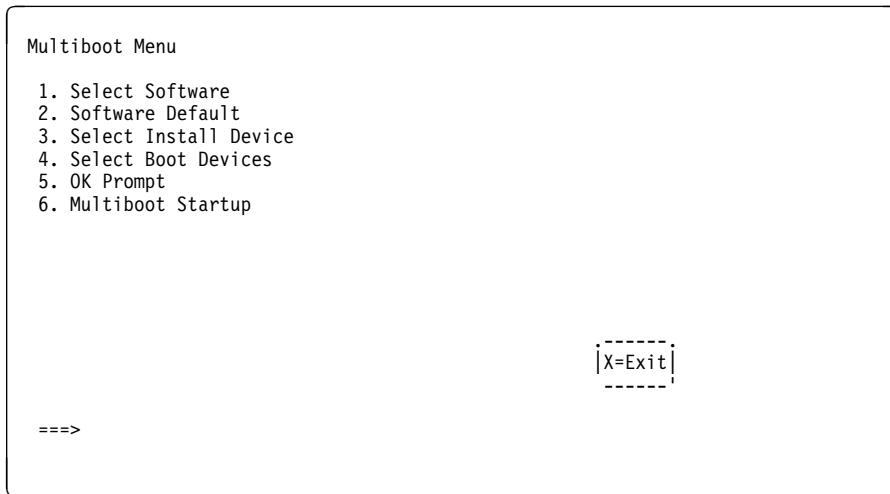 Multiboot Menu
1. Select Software
2. Software Default
3. Select Install Device
4. Select Boot Devices
5. OK Prompt
6. Multiboot Startup
.------.
|X=Exit|
------'
===>